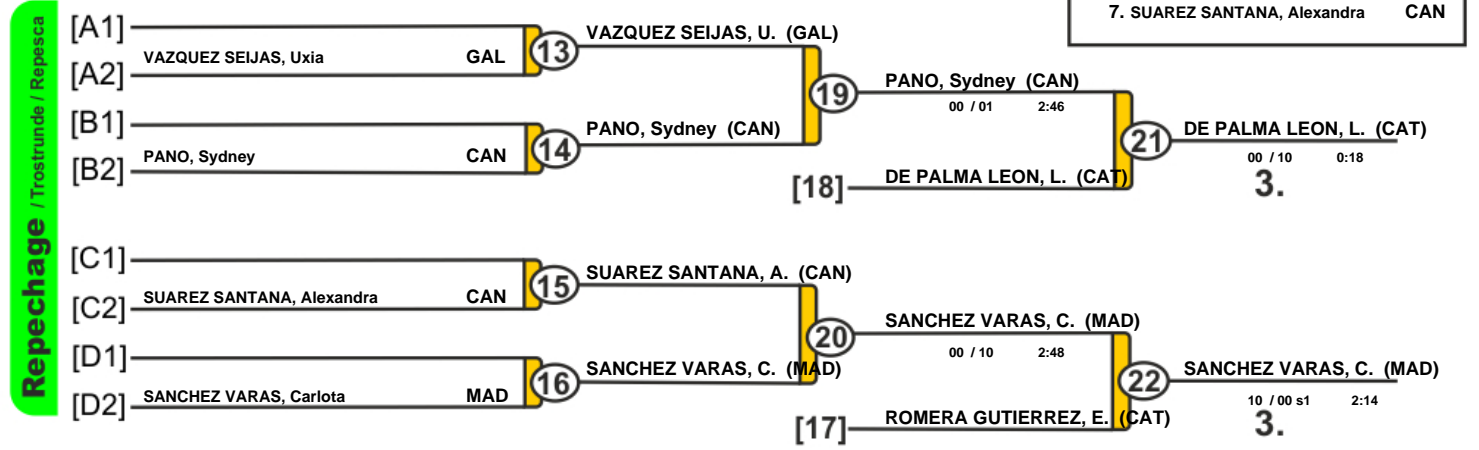 7. SUAREZ SANTANA, Alexandra CAN
Repechage / Trostrunde / Repesca
[A1]
VAZQUEZ SEIJAS, Uxia GAL
[A2]
13
VAZQUEZ SEIJAS, U. (GAL)
[B1]
PANO, Sydney CAN
[B2]
14
PANO, Sydney (CAN)
19
PANO, Sydney (CAN)
00 / 01 2:46
[18]
DE PALMA LEON, L. (CAT)
21
DE PALMA LEON, L. (CAT)
00 / 10 0:18
3.
[C1]
SUAREZ SANTANA, Alexandra CAN
[C2]
15
SUAREZ SANTANA, A. (CAN)
[D1]
SANCHEZ VARAS, Carlota MAD
[D2]
16
SANCHEZ VARAS, C. (MAD)
20
SANCHEZ VARAS, C. (MAD)
00 / 10 2:48
[17]
ROMERA GUTIERREZ, E. (CAT)
22
SANCHEZ VARAS, C. (MAD)
10 / 00 s1 2:14
3.